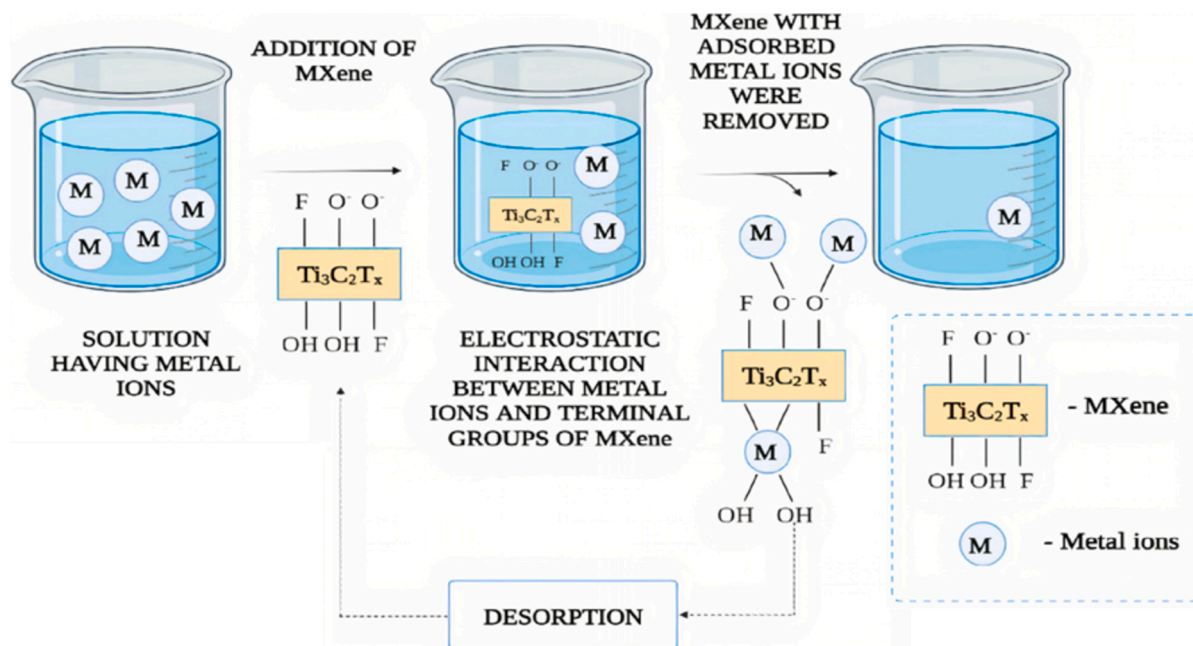 M
M
M
M
M
SOLUTION
HAVING METAL
IONS
ADDITION OF
MXene
F O⁻ O⁻
Ti₃C₂Tₓ
OH OH F
F O⁻ O⁻
Ti₃C₂Tₓ
OH OH F
M
M
ELECTROSTATIC
INTERACTION
BETWEEN METAL
IONS AND TERMINAL
GROUPS OF MXene
MXene WITH
ADSORBED
METAL IONS
WERE
REMOVED
M M
F O⁻ O⁻
Ti₃C₂Tₓ
M F
OH OH
M
DESORPTION
F O⁻ O⁻
Ti₃C₂Tₓ - MXene
OH OH F
M - Metal ions